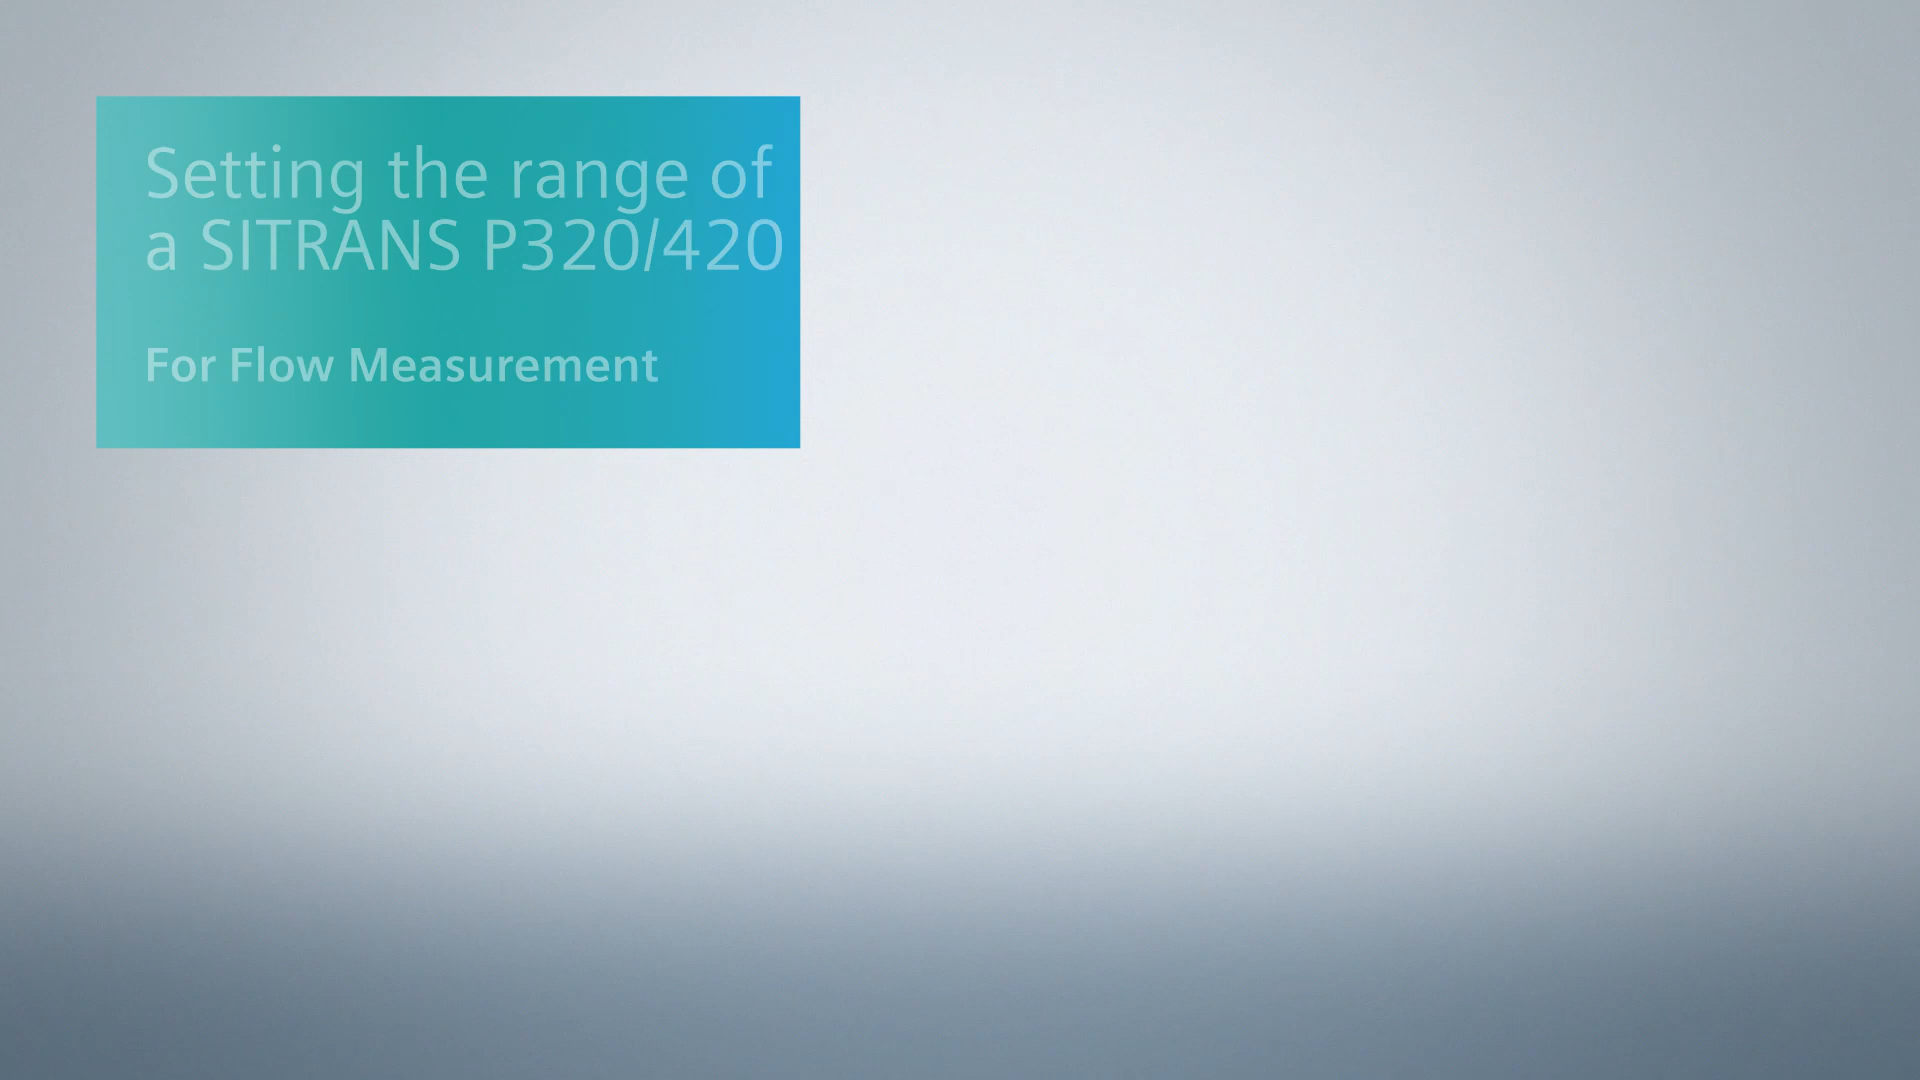 Setting the range of
a SITRANS P320/420
For Flow Measurement